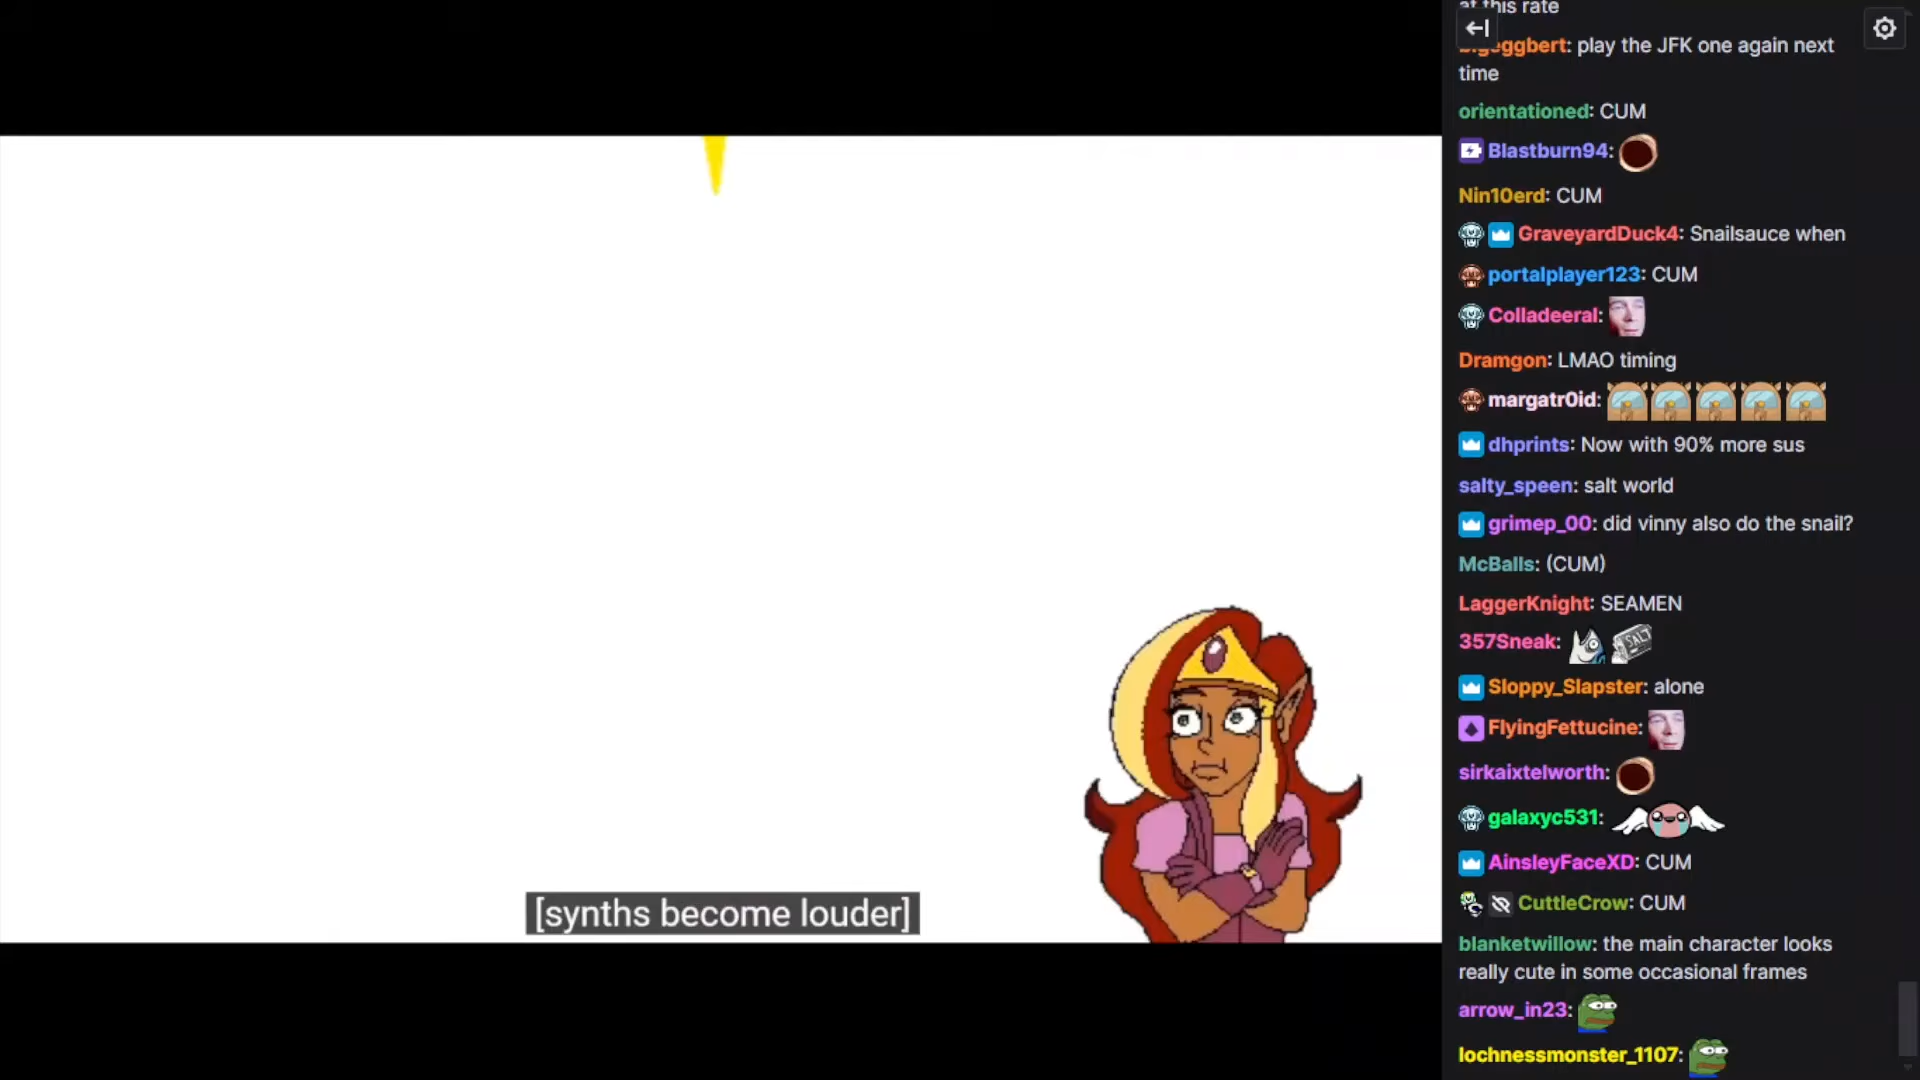 at this rate
bigeggbert: play the JFK one again next
time
orientationed: CUM
Blastburn94:
Nin10erd: CUM
GraveyardDuck4: Snailsauce when
portalplayer123: CUM
Colladeeral:
Dramgon: LMAO timing
margatr0id:
dhprints: Now with 90% more sus
salty_speen: salt world
grimep_00: did vinny also do the snail?
McBalls: (CUM)
LaggerKnight: SEAMEN
357Sneak: SALT
Sloppy_Slapster: alone
FlyingFettucine:
sirkaixtelworth:
galaxyc531:
AinsleyFaceXD: CUM
CuttleCrow: CUM
blanketwillow: the main character looks
really cute in some occasional frames
arrow_in23:
lochnessmonster_1107:
[synths become louder]